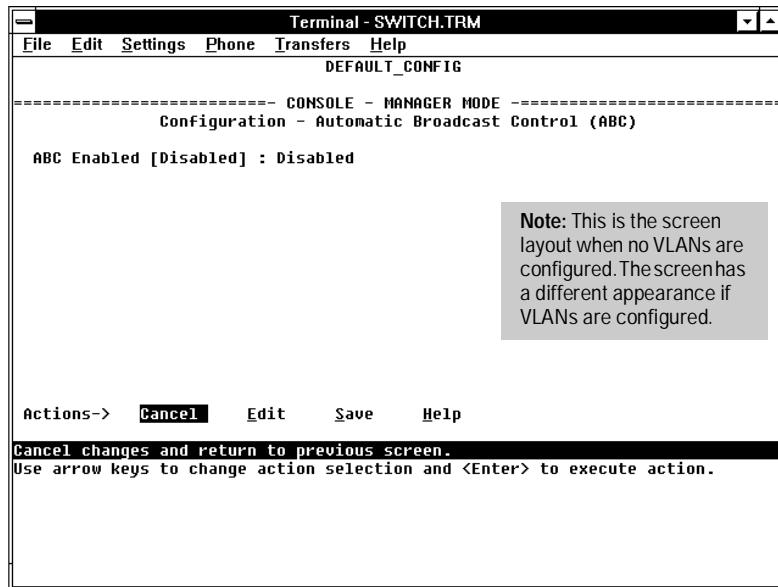 Terminal - SWITCH.TRM
File Edit Settings Phone Transfers Help
DEFAULT_CONFIG
==========================- CONSOLE - MANAGER MODE -===========================
Configuration - Automatic Broadcast Control (ABC)
ABC Enabled [Disabled] : Disabled
Note: This is the screen
layout when no VLANs are
configured. The screen has
a different appearance if
VLANs are configured.
Actions-> Cancel Edit Save Help
Cancel changes and return to previous screen.
Use arrow keys to change action selection and <Enter> to execute action.